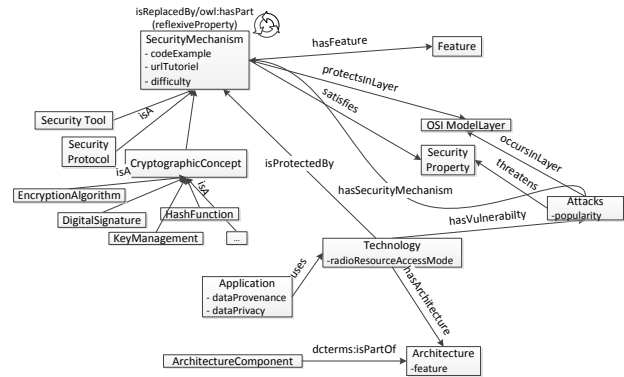 isReplacedBy/owl:hasPart
(reflexiveProperty)
SecurityMechanism
- codeExample
- urlTutoriel
- difficulty
hasFeature
Feature
protectsInLayer
satisfies
OSI ModelLayer
isA
Security Tool
Security
Protocol
isA
CryptographicConcept
isProtectedBy
Security
Property
occursInLayer
threatens
hasSecurityMechanism
EncryptionAlgorithm
isA
DigitalSignature
HashFunction
KeyManagement
...
Attacks
-popularity
hasVulnerabilty
Technology
-radioResourceAccessMode
Application
- dataProvenance
- dataPrivacy
uses
hasArchitecture
ArchitectureComponent
dcterms:isPartOf
Architecture
-feature